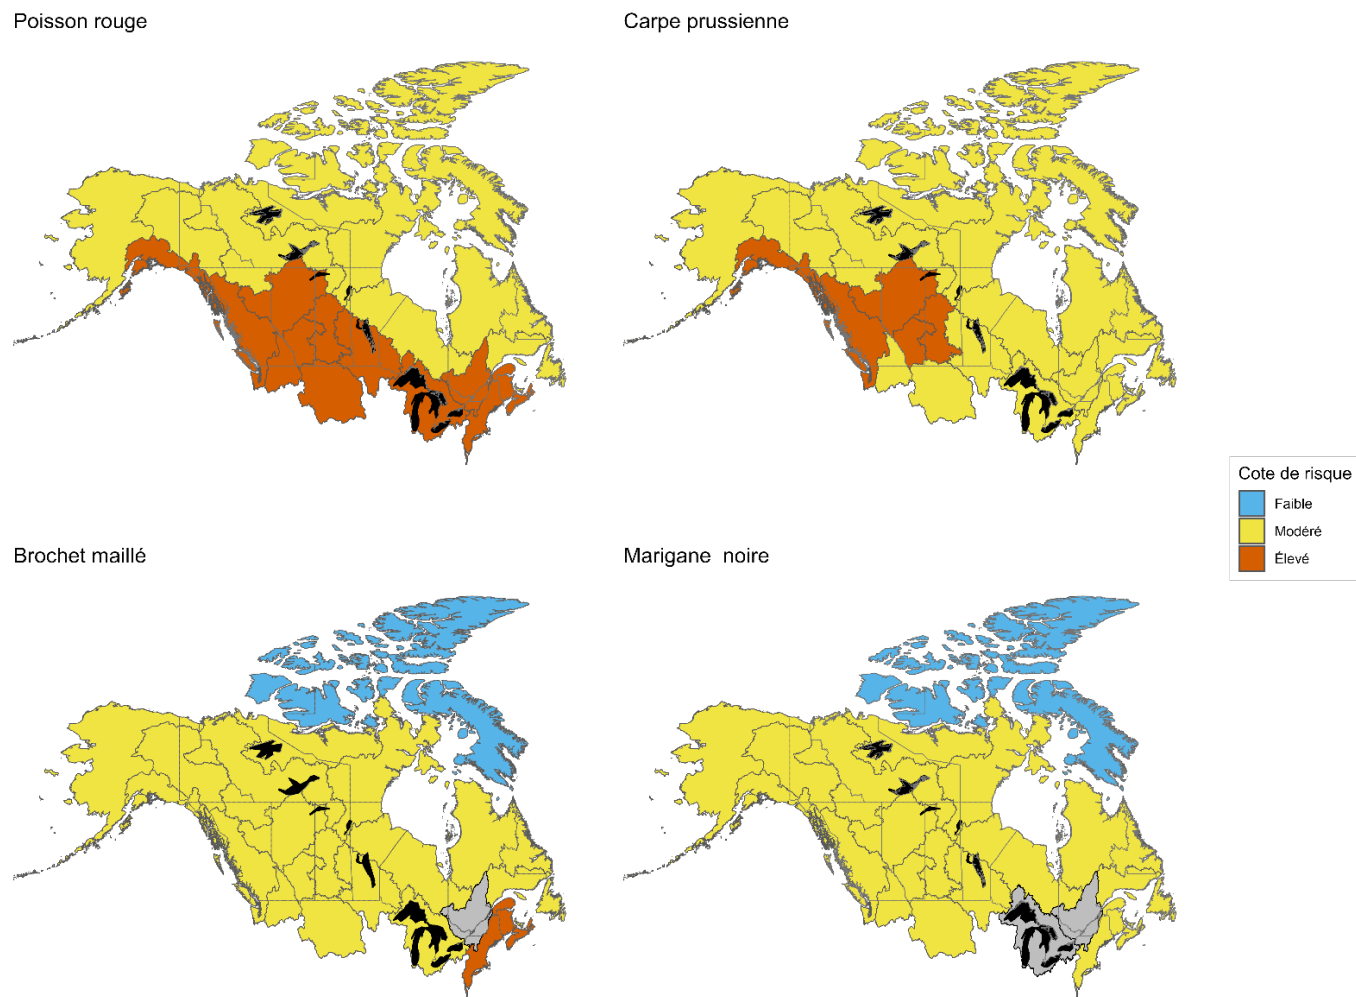 Poisson rouge
Carpe prussienne
Cote de risque
Faible
Modéré
Élevé
Brochet maillé
Marigane noire